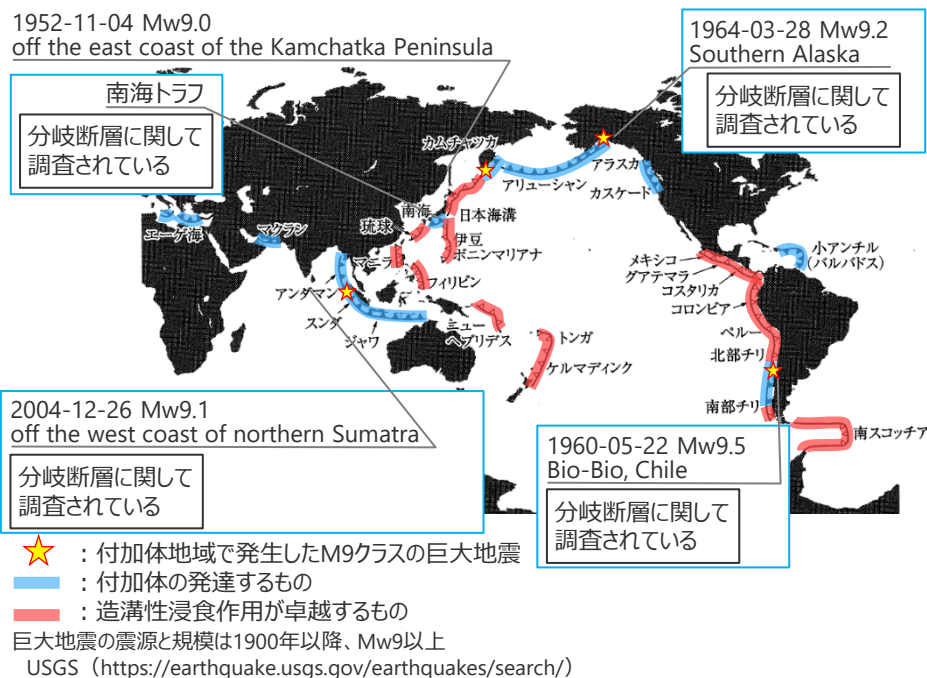 1952-11-04 Mw9.0
off the east coast of the Kamchatka Peninsula
1964-03-28 Mw9.2
Southern Alaska
分岐断層に関して
調査されている
南海トラフ
分岐断層に関して
調査されている
カムチャツカ
アリューシャン
アラスカ
カスケード
南海
日本海溝
琉球
伊豆
ボニンマリアナ
エーゲ海
マクラン
マニラ
フィリピン
アンダマン
スンダ
ジャワ
ニュー
ヘブリデス
トンガ
ケルマディック
メキシコ
グアテマラ
コスタリカ
コロンビア
ペルー
北部チリ
南部チリ
小アンチル
(バルバドス)
南スコッチア
2004-12-26 Mw9.1
off the west coast of northern Sumatra
分岐断層に関して
調査されている
1960-05-22 Mw9.5
Bio-Bio, Chile
分岐断層に関して
調査されている
：付加体地域で発生したM9クラスの巨大地震
：付加体の発達するもの
：造溝性浸食作用が卓越するもの
巨大地震の震源と規模は1900年以降、Mw9以上
USGS（https://earthquake.usgs.gov/earthquakes/search/）